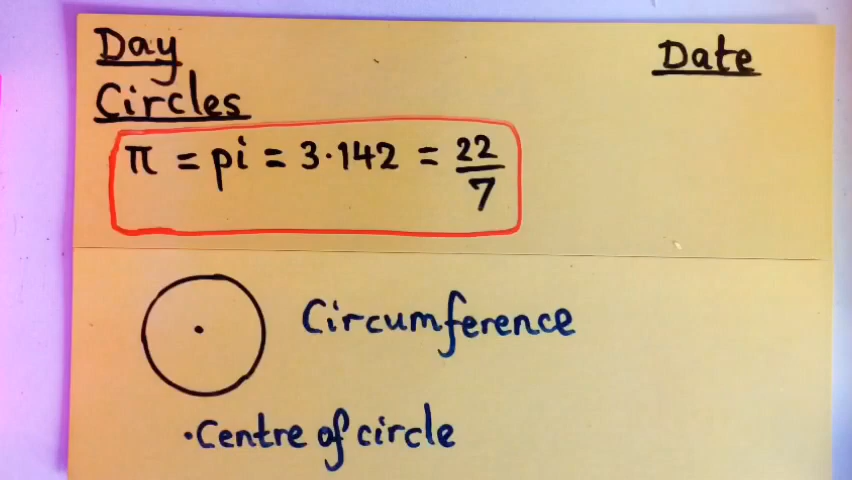 Day Date
Circles
π = pi = 3·142 = 22/7
Circumference
·Centre of circle